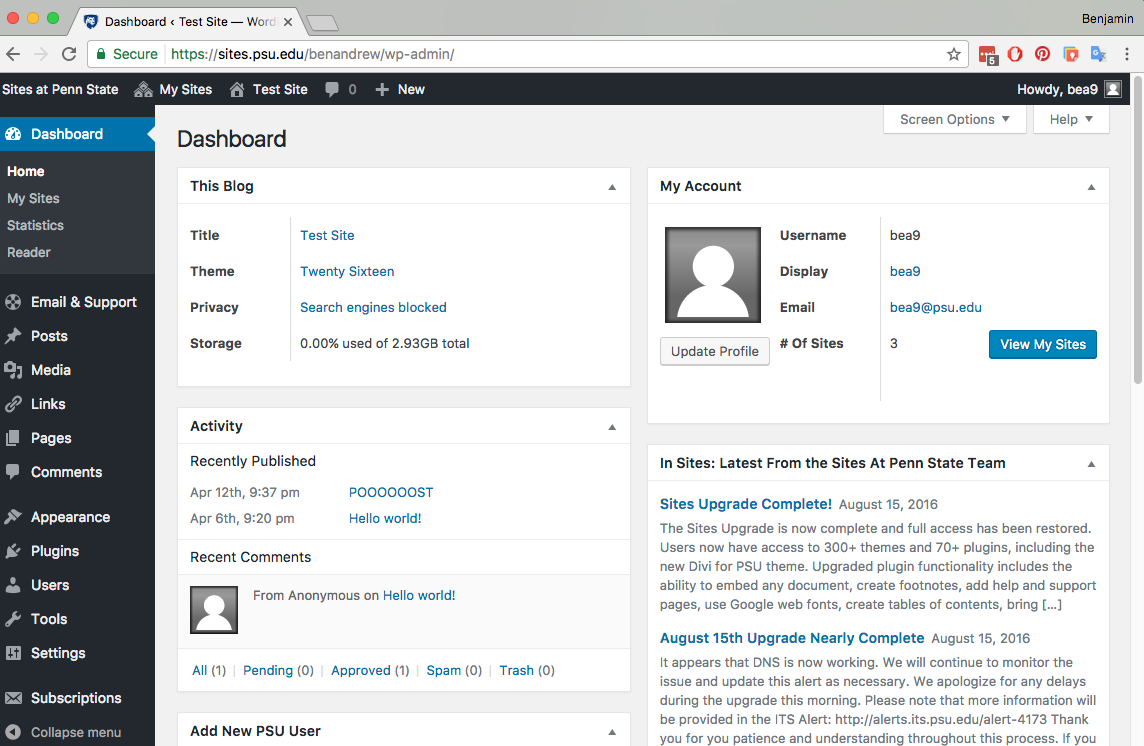 Dashboard ‹ Test Site — Word
Benjamin
Secure https://sites.psu.edu/benandrew/wp-admin/
5
Sites at Penn State My Sites Test Site 0 New Howdy, bea9
Screen Options Help
Dashboard
Home
My Sites
Statistics
Reader
Email & Support
Posts
Media
Links
Pages
Comments
Appearance
Plugins
Users
Tools
Settings
Subscriptions
Collapse menu
Dashboard
This Blog
Title Test Site
Theme Twenty Sixteen
Privacy Search engines blocked
Storage 0.00% used of 2.93GB total
Activity
Recently Published
Apr 12th, 9:37 pm POOOOOOST
Apr 6th, 9:20 pm Hello world!
Recent Comments
From Anonymous on Hello world!
All (1) | Pending (0) | Approved (1) | Spam (0) | Trash (0)
Add New PSU User
My Account
Username bea9
Display bea9
Email bea9@psu.edu
# Of Sites 3
Update Profile
View My Sites
In Sites: Latest From the Sites At Penn State Team
Sites Upgrade Complete! August 15, 2016
The Sites Upgrade is now complete and full access has been restored.
Users now have access to 300+ themes and 70+ plugins, including the
new Divi for PSU theme. Upgraded plugin functionality includes the
ability to embed any document, create footnotes, add help and support
pages, use Google web fonts, create tables of contents, bring […]
August 15th Upgrade Nearly Complete August 15, 2016
It appears that DNS is now working. We will continue to monitor the
issue and update this alert as necessary. We apologize for any delays
during the upgrade this morning. Please note that more information will
be provided in the ITS Alert: http://alerts.its.psu.edu/alert-4173 Thank
you for you patience and understanding throughout this process. If you